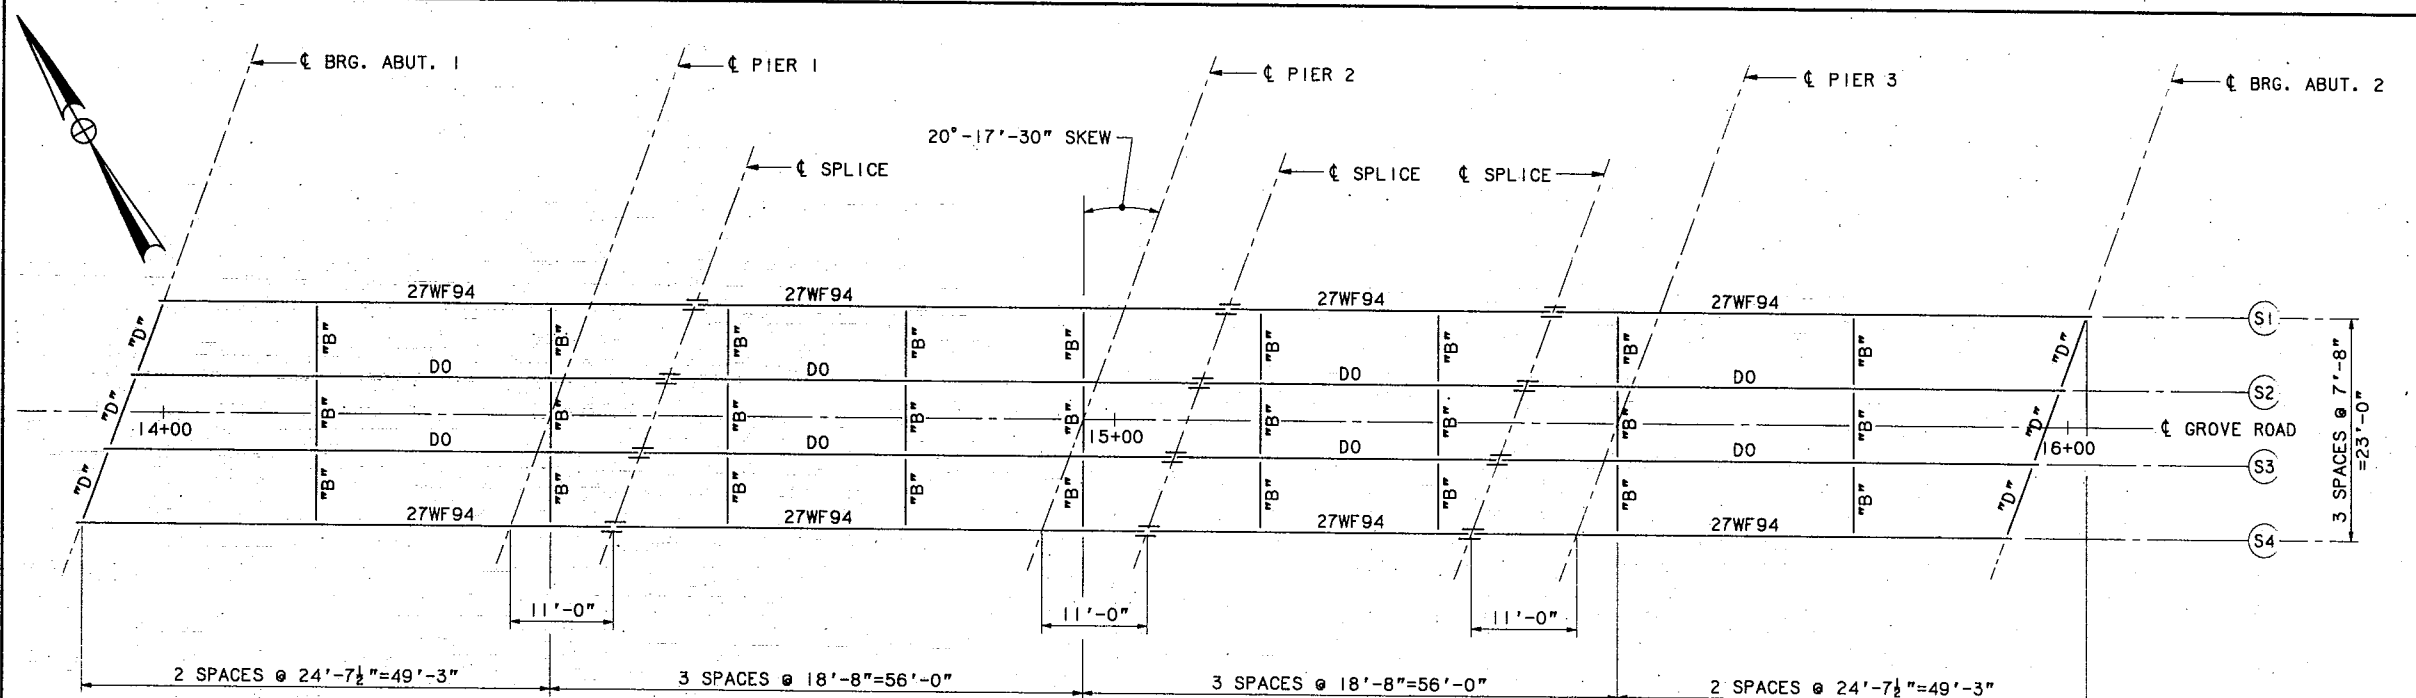 ℄ BRG. ABUT. 1
℄ PIER 1
℄ PIER 2
℄ PIER 3
℄ BRG. ABUT. 2
20°-17'-30" SKEW
℄ SPLICE
℄ SPLICE
℄ SPLICE
27WF94
27WF94
27WF94
27WF94
S1
"D"
"B"
"B"
"B"
"B"
"B"
"B"
"B"
"B"
"B"
"D"
DO
DO
DO
DO
S2
"D"
"B"
"B"
"B"
"B"
"B"
"B"
"B"
"B"
"B"
"D"
14+00
15+00
16+00
℄ GROVE ROAD
DO
DO
DO
DO
S3
"D"
"B"
"B"
"B"
"B"
"B"
"B"
"B"
"B"
"B"
"D"
27WF94
27WF94
27WF94
27WF94
S4
3 SPACES @ 7'-8"
=23'-0"
11'-0"
11'-0"
11'-0"
2 SPACES @ 24'-7½"=49'-3"
3 SPACES @ 18'-8"=56'-0"
3 SPACES @ 18'-8"=56'-0"
2 SPACES @ 24'-7½"=49'-3"